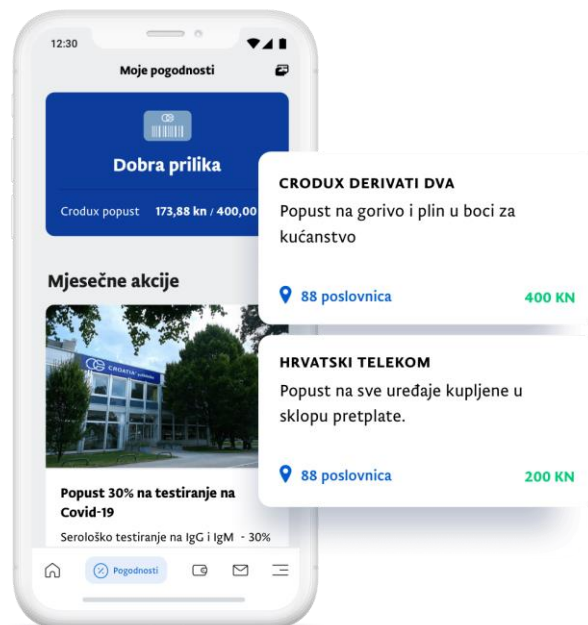 12:30
Moje pogodnosti
Dobra prilika
Crodux popust 173,88 kn / 400,00
CRODUX DERIVATI DVA
Popust na gorivo i plin u boci za
kućanstvo
88 poslovnica 400 KN
Mjesečne akcije
CROATIA
HRVATSKI TELEKOM
Popust na sve uređaje kupljene u
sklopu pretplate.
88 poslovnica 200 KN
Popust 30% na testiranje na
Covid-19
Serološko testiranje na IgG i IgM - 30%
Pogodnosti